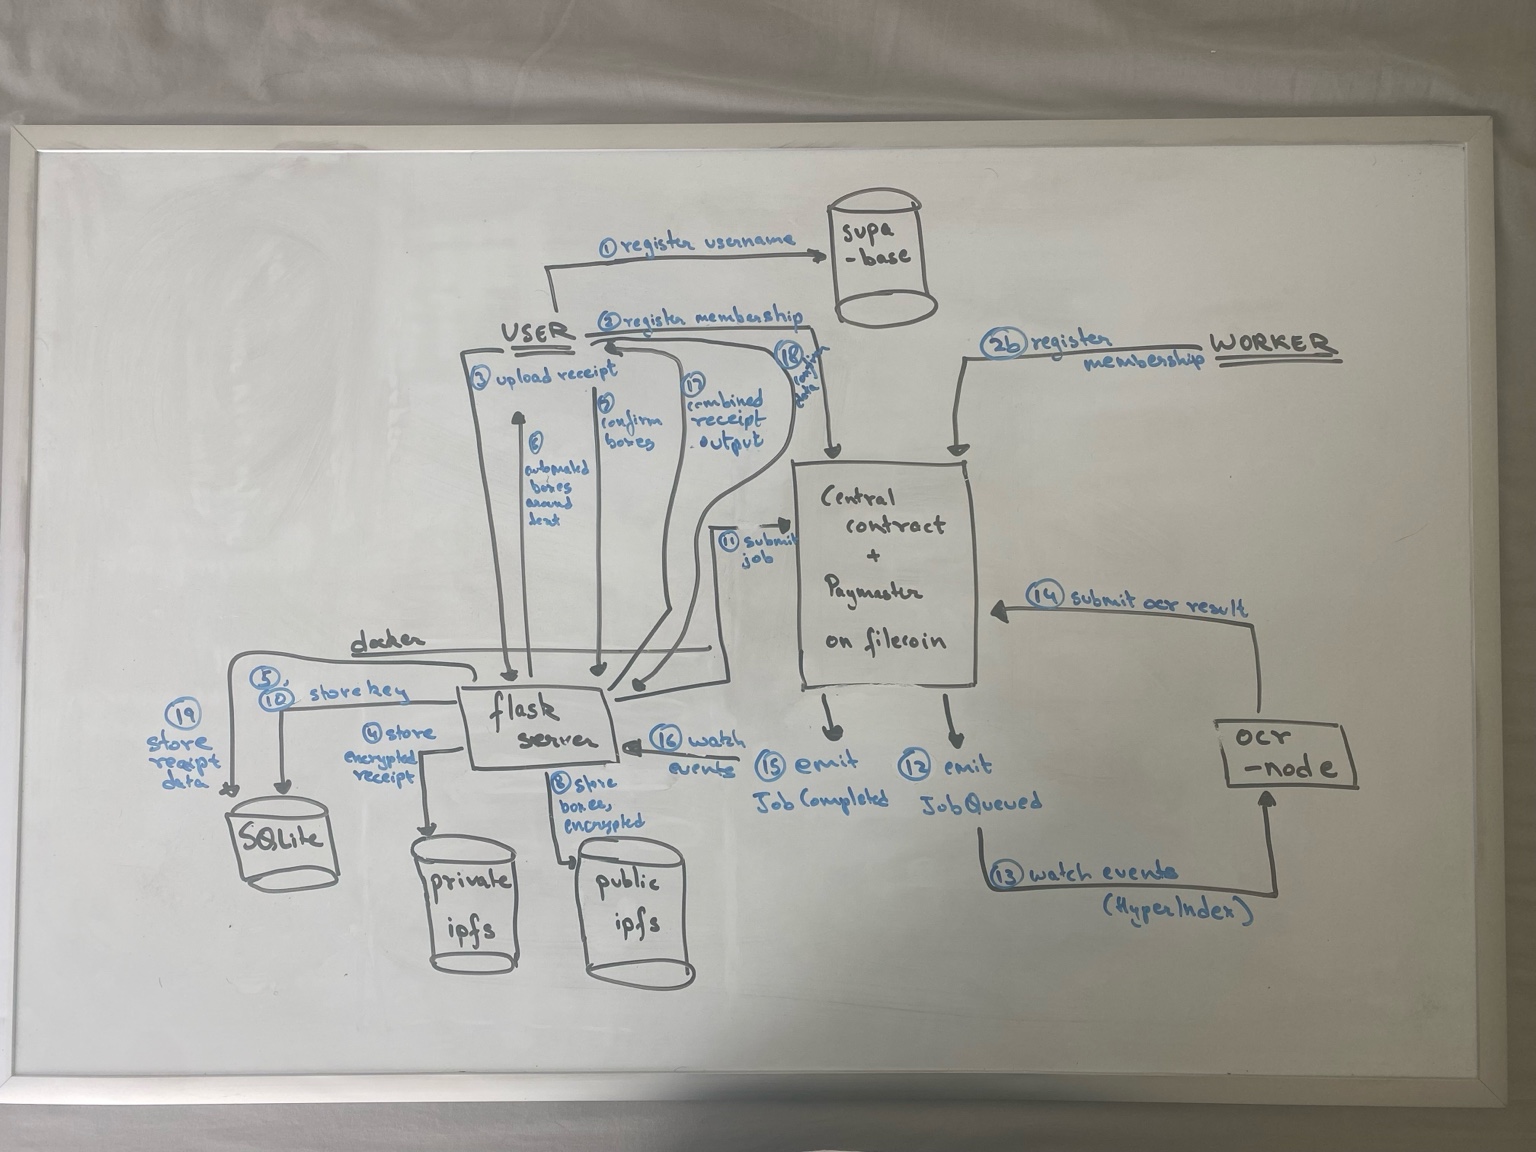 supa
-base
① register username
USER
② register membership
⑱ confirm
data
②b register
membership
WORKER
③ upload receipt
⑰
combined
receipt
output
confirm
boxes
⑥
automated
boxes
around
text
Central
contract
+
Paymaster
on filecoin
⑪ submit
job
⑭ submit ocr result
docker
⑤,
⑩ store key
⑲
store
receipt
data
flask
server
④ store
encrypted
receipt
⑯ watch
events
⑮ emit
JobCompleted
⑫ emit
JobQueued
ocr
-node
⑧ store
boxes,
encrypted
SQLite
private
ipfs
public
ipfs
⑬ watch events
(HyperIndex)